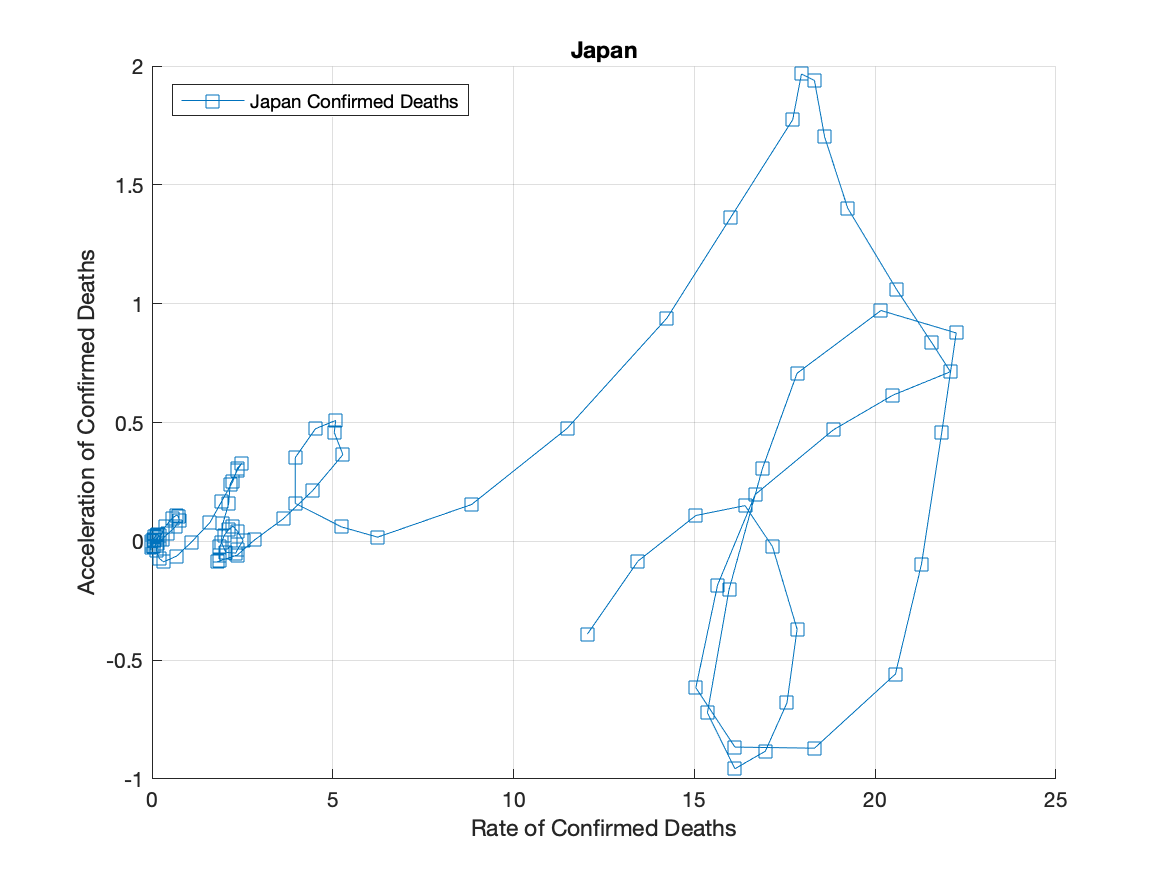 Japan
Japan Confirmed Deaths
2
1.5
1
0.5
0
-0.5
-1
Acceleration of Confirmed Deaths
0 5 10 15 20 25
Rate of Confirmed Deaths